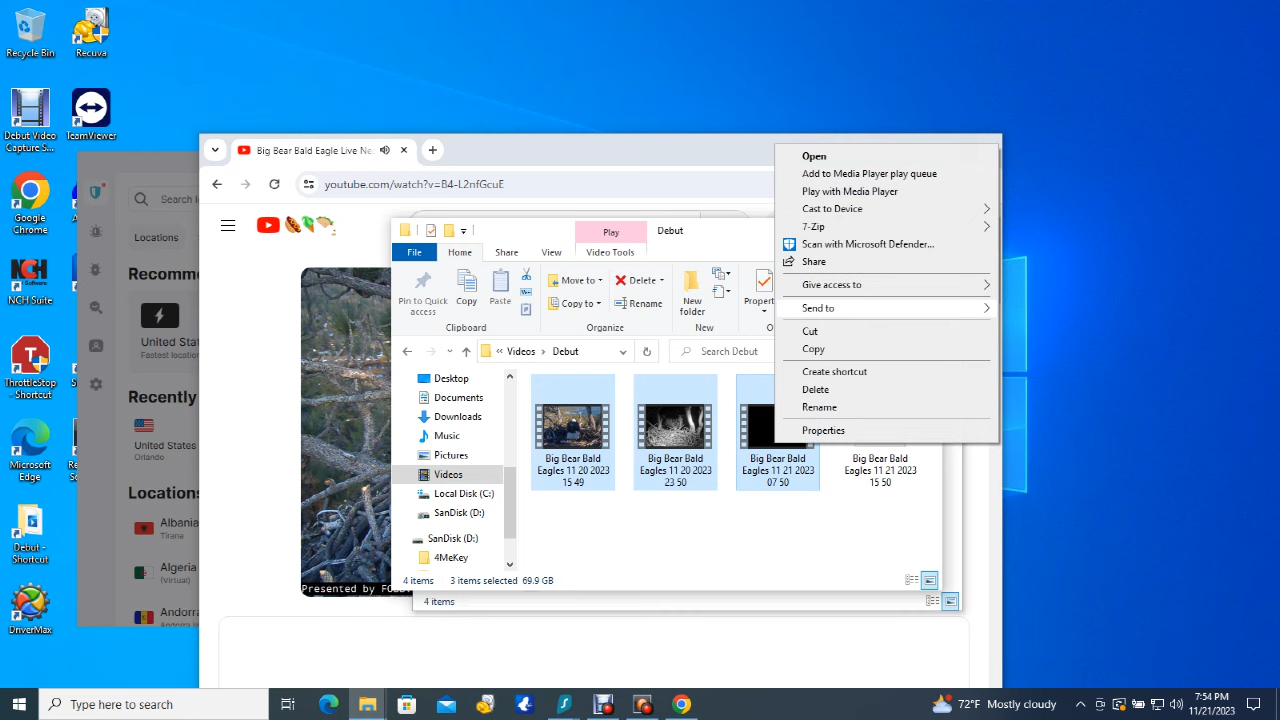 Recycle Bin
Recuva
Debut Video
Capture S...
TeamViewer
Google
Chrome
NCH Suite
ThrottleStop
- Shortcut
Microsoft
Edge
Debut -
Shortcut
DriverMax
Search lo
Locations
Recomme
Using
Fastest location
Recently
United States
Orlando
Locations
Albania
Tirana
Algeria
(Virtual)
Andorra
Big Bear Bald Eagle Live Ne
youtube.com/watch?v=B4-L2nfGcuE
Presented by FO
Play
Debut
File
Home
Share
View
Video Tools
Pin to Quick
access
Copy
Paste
Clipboard
Move to
Copy to
Delete
Rename
Organize
New
folder
New
Propert
Videos
Debut
Search Debut
Desktop
Documents
Downloads
Music
Pictures
Videos
Local Disk (C:)
SanDisk (D:)
SanDisk (D:)
4MeKey
Big Bear Bald
Eagles 11 20 2023
15 49
Big Bear Bald
Eagles 11 20 2023
23 50
Big Bear Bald
Eagles 11 21 2023
07 50
Big Bear Bald
Eagles 11 21 2023
15 50
4 items
3 items selected 69.9 GB
4 items
Open
Add to Media Player play queue
Play with Media Player
Cast to Device
7-Zip
Scan with Microsoft Defender...
Share
Give access to
Send to
Cut
Copy
Create shortcut
Delete
Rename
Properties
Type here to search
72°F Mostly cloudy
7:54 PM
11/21/2023